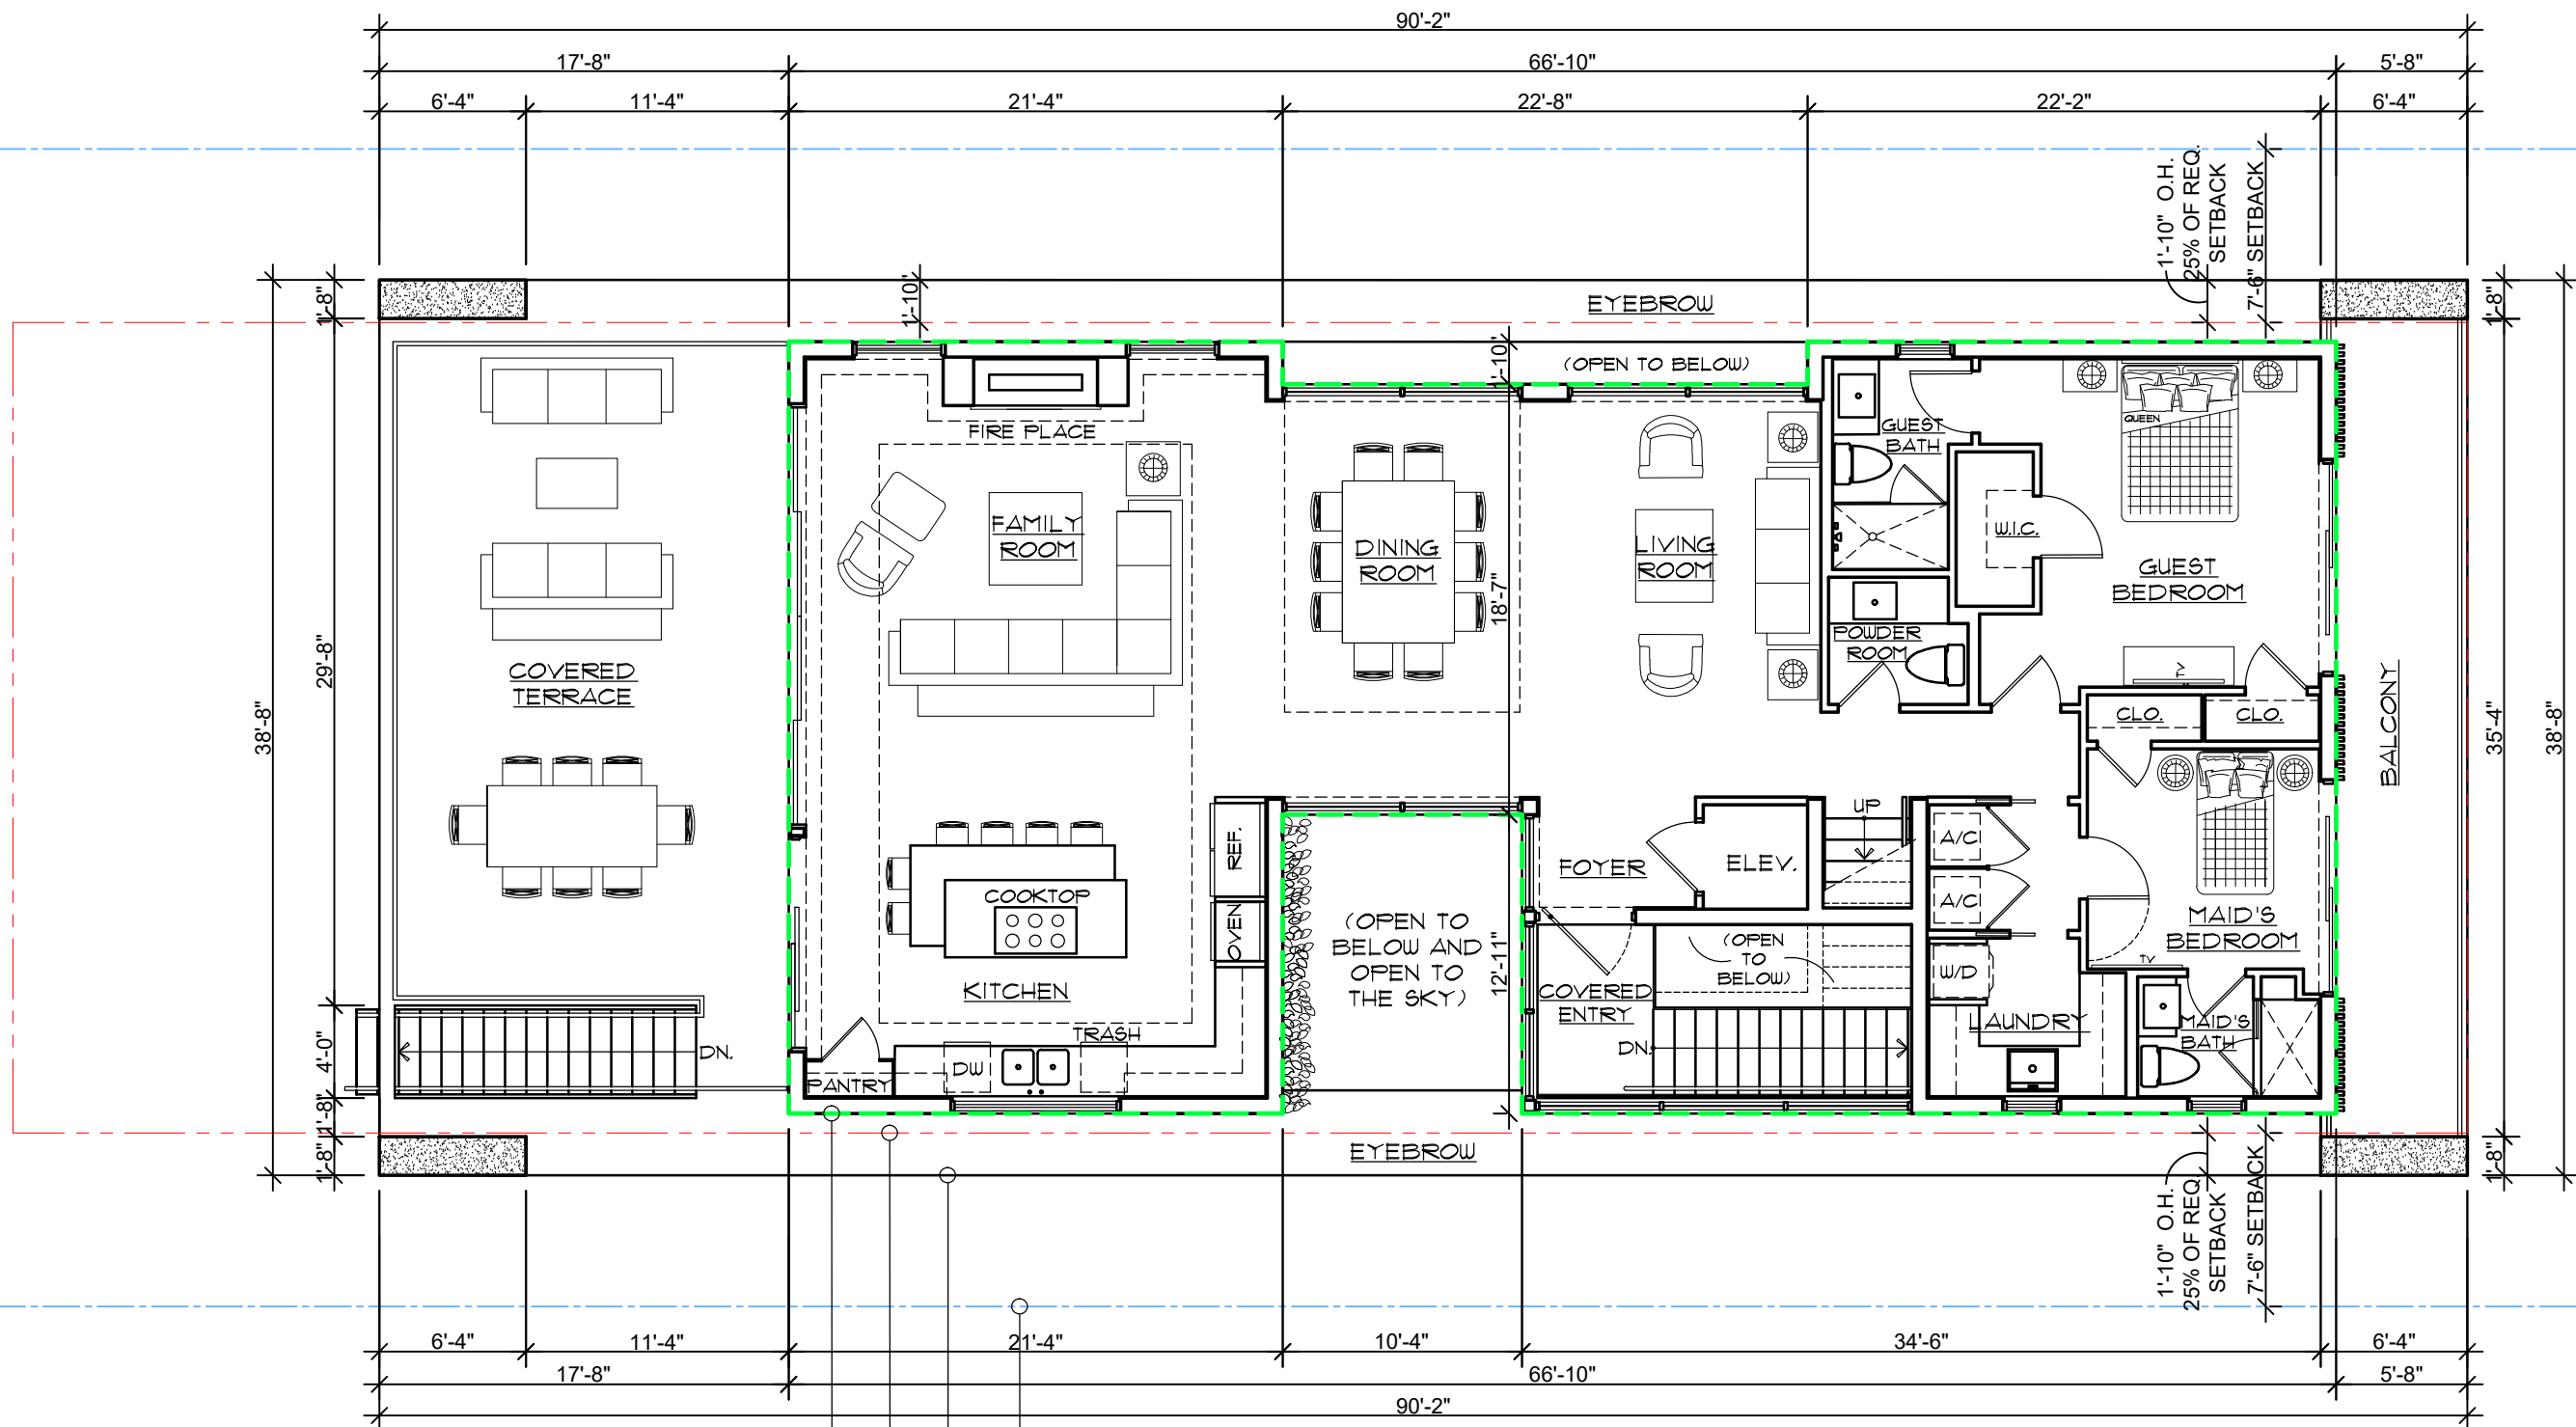 90'-2"
17'-8" 66'-10" 5'-8"
6'-4" 11'-4" 21'-4" 22'-8" 22'-2" 6'-4"
1'-10" O.H.
25% OF REQ.
SETBACK
7'-6" SETBACK
1'-8"
1'-10"
EYEBROW
1'-8"
1'-10"
(OPEN TO BELOW)
FIRE PLACE
GUEST
BATH
QUEEN
FAMILY
ROOM
DINING
ROOM
LIVING
ROOM
W.I.C.
GUEST
BEDROOM
18'-7"
POWDER
ROOM
29'-8"
38'-8"
COVERED
TERRACE
TV
CLO.
CLO.
BALCONY
35'-4"
38'-8"
UP
REF.
FOYER
ELEV.
A/C
A/C
COOKTOP
OVEN
(OPEN TO
BELOW AND
OPEN TO
THE SKY)
12'-11"
MAID'S
BEDROOM
(OPEN
TO
BELOW)
TV
W/D
KITCHEN
COVERED
ENTRY
LAUNDRY
MAID'S
BATH
TRASH
DN.
DN.
4'-0"
DW
PANTRY
1'-8"
1'-8"
EYEBROW
1'-8"
1'-10" O.H.
25% OF REQ.
SETBACK
7'-6" SETBACK
6'-4" 11'-4" 21'-4" 10'-4" 34'-6" 6'-4"
17'-8" 66'-10" 5'-8"
90'-2"